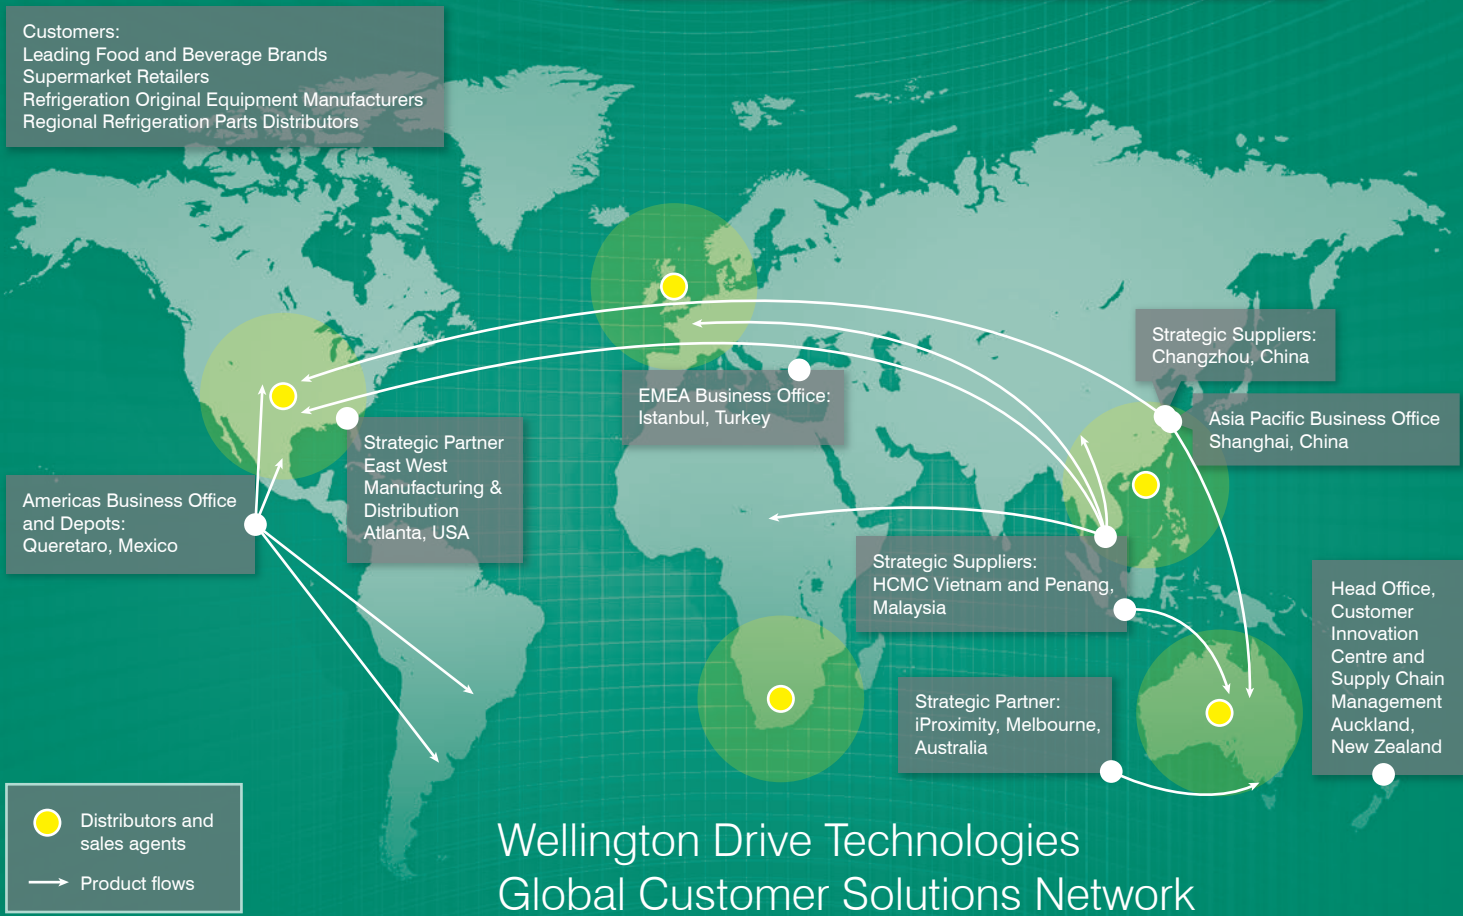 Customers:
Leading Food and Beverage Brands
Supermarket Retailers
Refrigeration Original Equipment Manufacturers
Regional Refrigeration Parts Distributors
Strategic Suppliers:
Changzhou, China
EMEA Business Office:
Istanbul, Turkey
Asia Pacific Business Office
Shanghai, China
Strategic Partner
East West
Manufacturing &
Distribution
Atlanta, USA
Americas Business Office
and Depots:
Queretaro, Mexico
Strategic Suppliers:
HCMC Vietnam and Penang,
Malaysia
Head Office,
Customer
Innovation
Centre and
Supply Chain
Management
Auckland,
New Zealand
Strategic Partner:
iProximity, Melbourne,
Australia
Distributors and
sales agents
Product flows
Wellington Drive Technologies
Global Customer Solutions Network